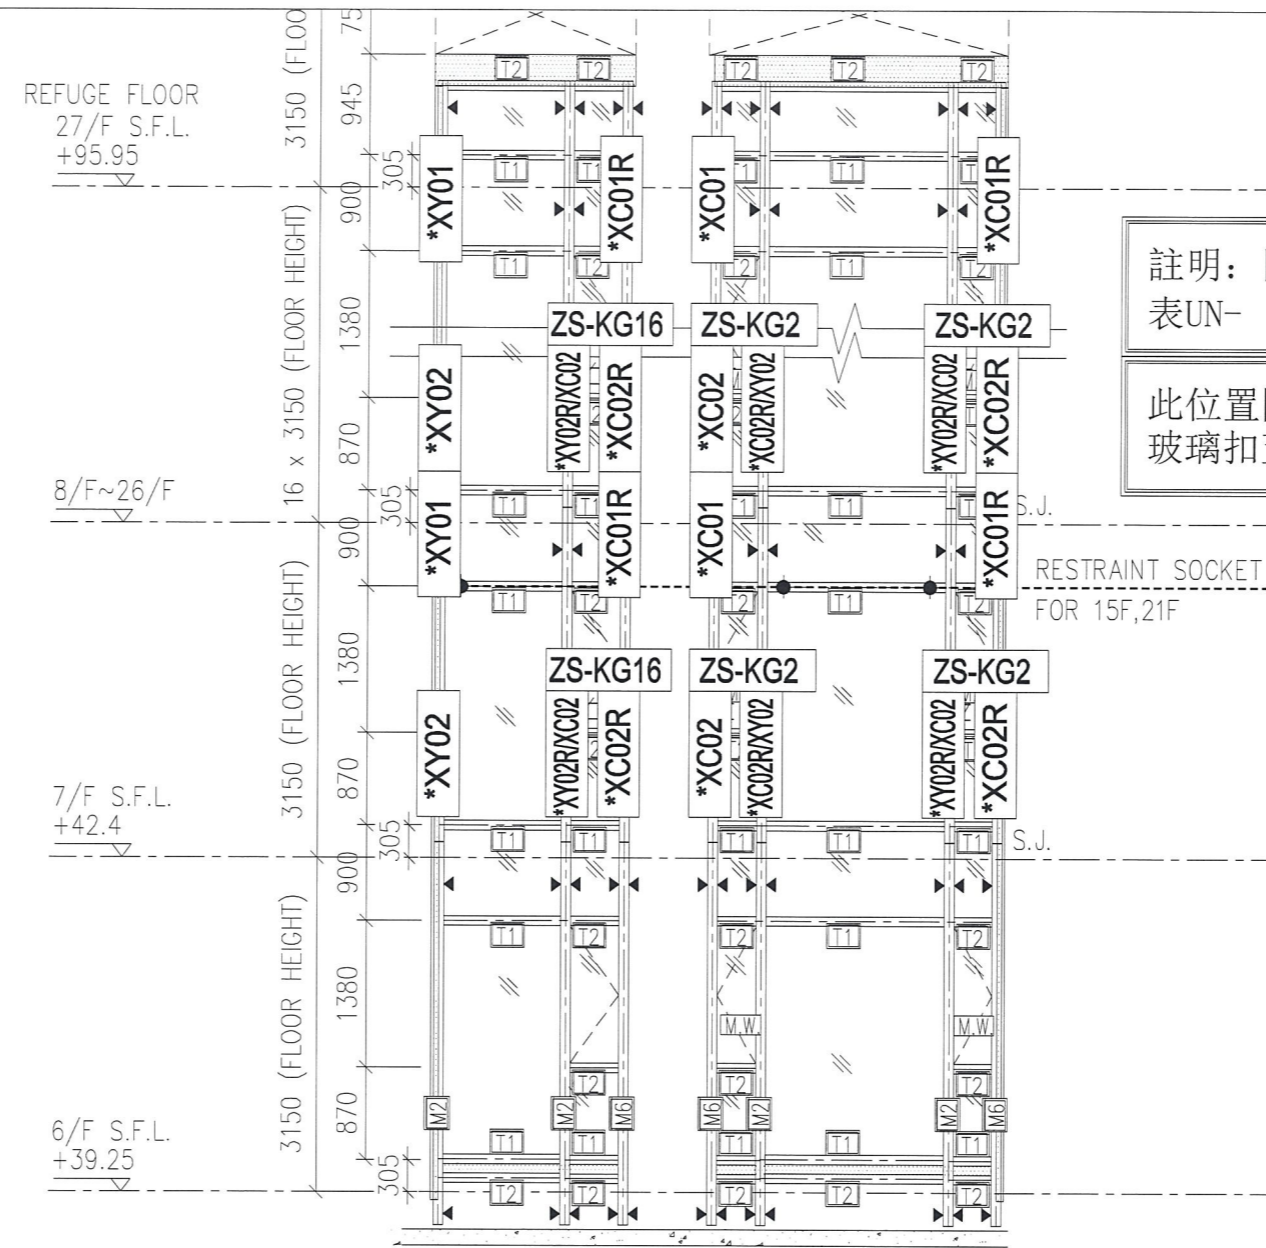 REFUGE FLOOR
27/F S.F.L.
+95.95
8/F~26/F
7/F S.F.L.
+42.4
6/F S.F.L.
+39.25
3150 (FLOO
3150 (FLOOR HEIGHT)
16 x
3150 (FLOOR HEIGHT)
3150 (FLOOR HEIGHT)
75
945
900
1380
870
900
1380
870
900
1380
870
305
305
305
305
T2 T2 T2 T2 T2
*XY01 *XC01R *XC01 *XC01R
T1 T1 T1 T1
T1 T2 T1 T2
ZS-KG16 ZS-KG2 ZS-KG2
*XY02 *XY02R/XC02 *XC02R *XC02 *XC02R/XY02 *XY02R/XC02 *XC02R
T1 T1 T1 T1
S.J.
*XY01 *XC01R *XC01 *XC01R
T1 T2 T2 T1 T2
RESTRAINT SOCKET
FOR 15F,21F
ZS-KG16 ZS-KG2 ZS-KG2
*XY02 *XY02R/XC02 *XC02R *XC02 *XC02R/XY02 *XY02R/XC02 *XC02R
T1 T1 T1 T1 T1
S.J.
T1 T2 T2 T1 T2
M.W. M.W.
T2 T2 T2
M2 M2 M6 M6 M2 M2 M6
T1 T1 T1 T1 T1
T2 T2 T2 T2 T2
註明：
表UN-
此位置
玻璃扣